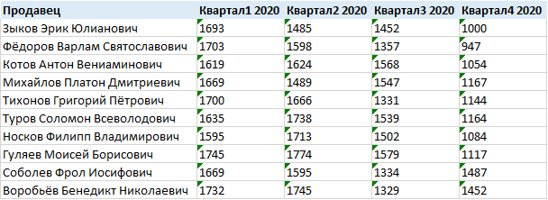 Продавец Квартал1 2020 Квартал2 2020 Квартал3 2020 Квартал4 2020
Зыков Эрик Юлианович 1693 1485 1452 1000
Фёдоров Варлам Святославович 1703 1598 1357 947
Котов Антон Вениаминович 1619 1624 1568 1054
Михайлов Платон Дмитриевич 1669 1489 1547 1167
Тихонов Григорий Пётрович 1700 1666 1331 1144
Туров Соломон Всеволодович 1635 1738 1539 1164
Носков Филипп Владимирович 1595 1713 1502 1084
Гуляев Моисей Борисович 1745 1774 1579 1117
Соболев Фрол Иосифович 1669 1595 1334 1487
Воробьёв Бенедикт Николаевич 1732 1745 1329 1452